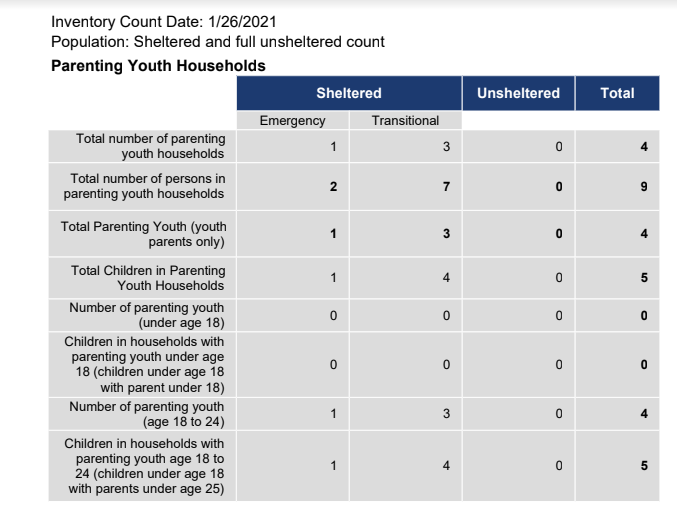 Inventory Count Date: 1/26/2021
Population: Sheltered and full unsheltered count
Parenting Youth Households
Sheltered Unsheltered Total
Emergency Transitional
Total number of parenting
youth households 1 3 0 4
Total number of persons in
parenting youth households 2 7 0 9
Total Parenting Youth (youth
parents only) 1 3 0 4
Total Children in Parenting
Youth Households 1 4 0 5
Number of parenting youth
(under age 18) 0 0 0 0
Children in households with
parenting youth under age
18 (children under age 18
with parent under 18) 0 0 0 0
Number of parenting youth
(age 18 to 24) 1 3 0 4
Children in households with
parenting youth age 18 to
24 (children under age 18
with parents under age 25) 1 4 0 5